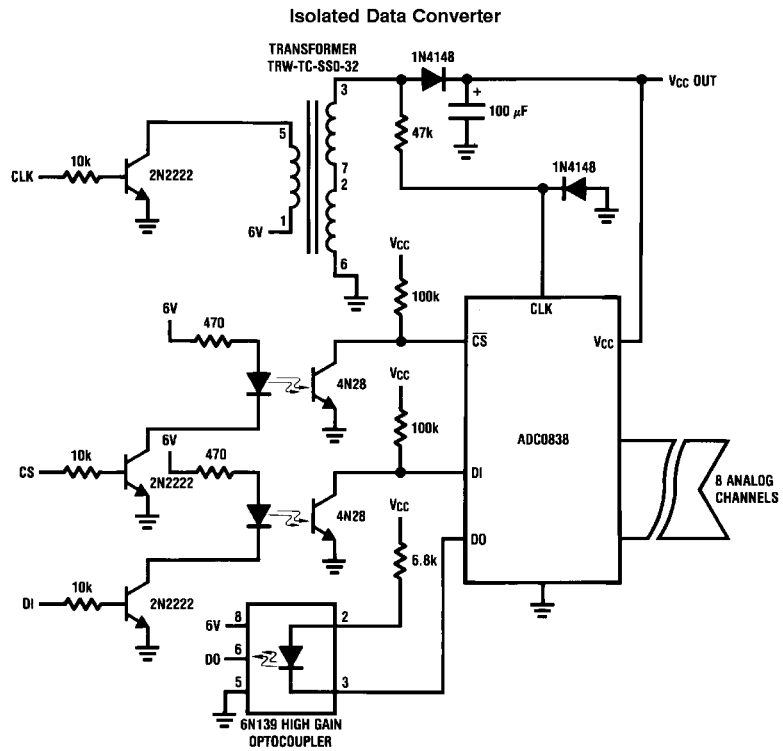 Isolated Data Converter
TRANSFORMER
TRW-TC-SSD-32
1N4148
3
VCC OUT
+
100 µF
5
47k
10k
CLK
2N2222
7
2
1N4148
1
6V
6
VCC
100k
CLK
6V
470
CS
VCC
4N28
VCC
100k
ADC0838
10k
6V
470
CS
2N2222
DI
8 ANALOG
CHANNELS
4N28
VCC
DO
6.8k
10k
DI
2N2222
8
2
6V
DO
6
5
3
6N139 HIGH GAIN
OPTOCOUPLER